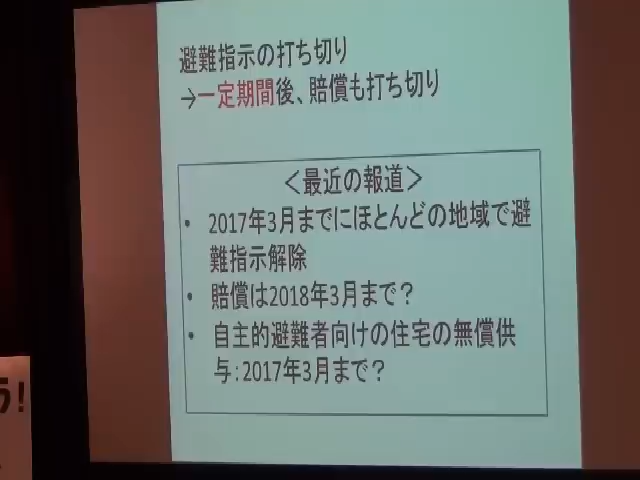 避難指示の打ち切り
→一定期間後、賠償も打ち切り
＜最近の報道＞
• 2017年3月までにほとんどの地域で避
難指示解除
• 賠償は2018年3月まで？
• 自主的避難者向けの住宅の無償供
与：2017年3月まで？
う！